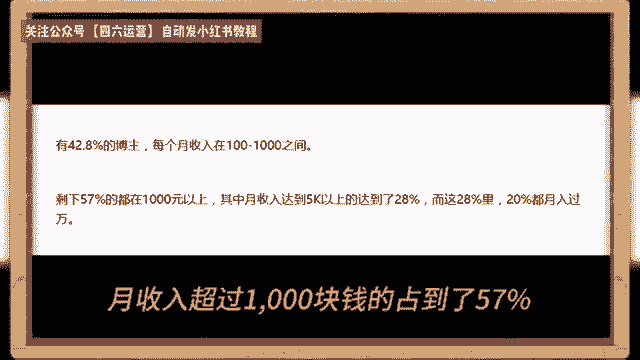 关注公众号【四六运营】自动发小红书教程
有42.8%的博主，每个月收入在100-1000之间。
剩下57%的都在1000元以上，其中月收入达到5K以上的达到了28%，而这28%里，20%都月入过
万。
月收入超过1,000块钱的占到了57%